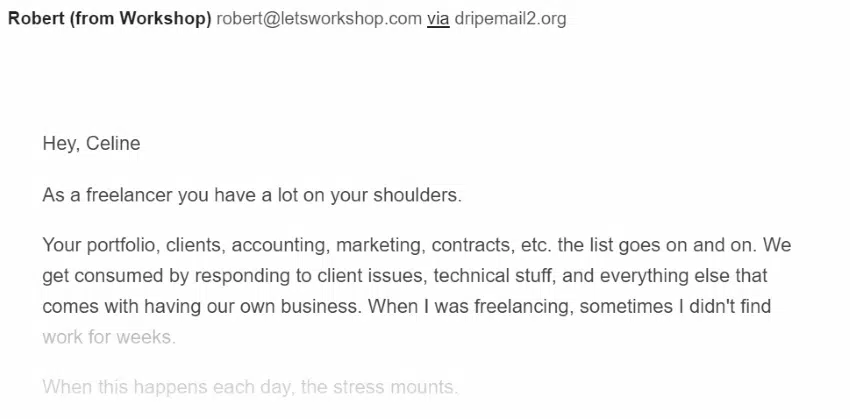 Robert (from Workshop) robert@letsworkshop.com via dripemail2.org
Hey, Celine
As a freelancer you have a lot on your shoulders.
Your portfolio, clients, accounting, marketing, contracts, etc. the list goes on and on. We
get consumed by responding to client issues, technical stuff, and everything else that
comes with having our own business. When I was freelancing, sometimes I didn't find
work for weeks.
When this happens each day, the stress mounts.